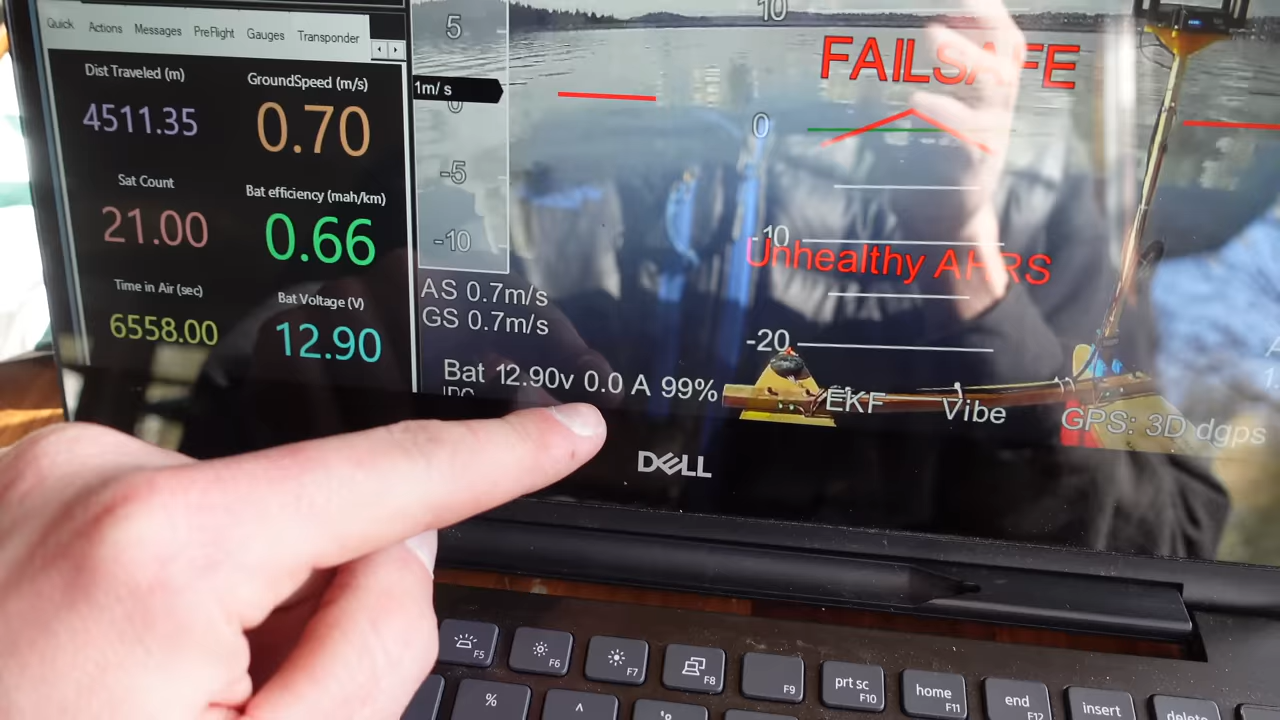 Quick Actions Messages PreFlight Gauges Transponder
Dist Traveled (m)
4511.35
GroundSpeed (m/s)
0.70
Sat Count
21.00
Bat efficiency (mah/km)
0.66
Time in Air (sec)
6558.00
Bat Voltage (V)
12.90
5
1m/ s
0
-5
-10
AS 0.7m/s
GS 0.7m/s
Bat 12.90v 0.0 A 99%
10
FAILSAFE
0
-10
Unhealthy AHRS
-20
EKF
Vibe
GPS: 3D dgps
DELL
F5
F6
F7
F8
F9
prt sc
F10
home
F11
end
F12
insert
delete
%
^